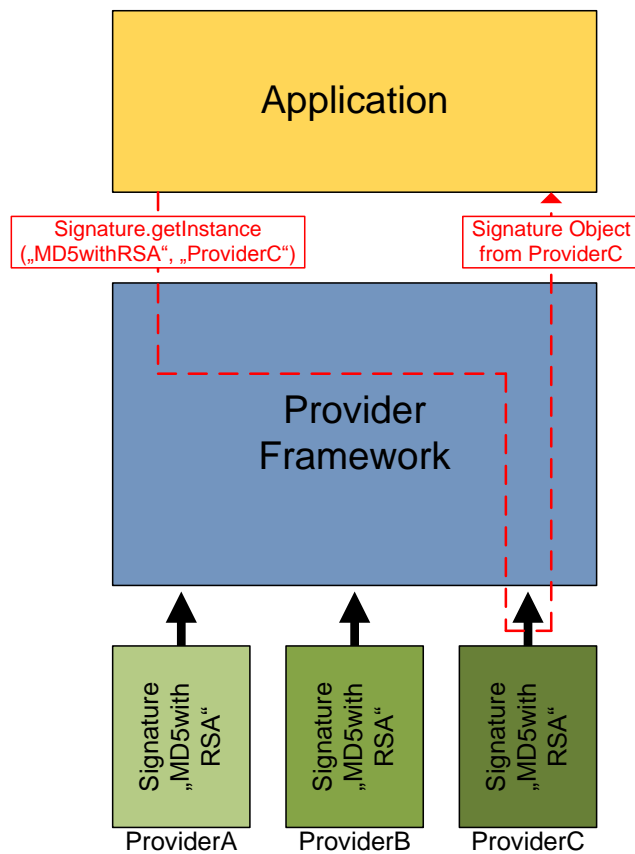 Application
Signature.getInstance
(„MD5withRSA“, „ProviderC“)
Signature Object
from ProviderC
Provider
Framework
Signature
„MD5with
RSA“
Signature
„MD5with
RSA“
Signature
„MD5with
RSA“
ProviderA
ProviderB
ProviderC